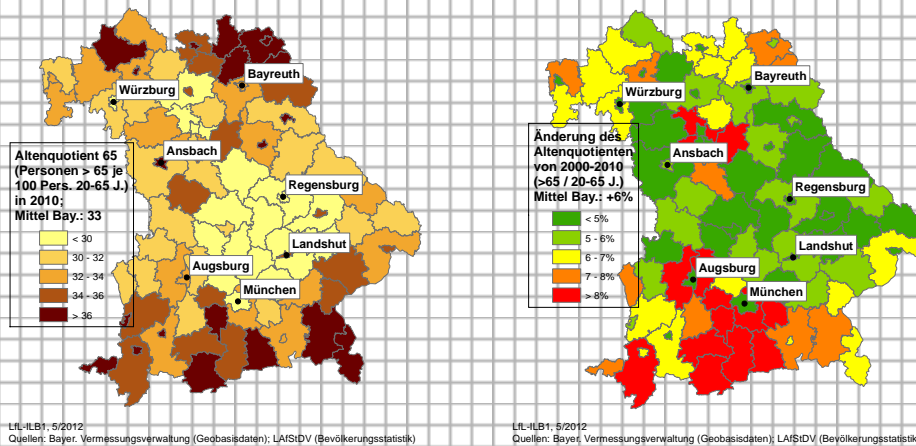 Würzburg
Bayreuth
Ansbach
Regensburg
Landshut
Augsburg
München
Altenquotient 65
(Personen > 65 je
100 Pers. 20-65 J.)
in 2010;
Mittel Bay.: 33
< 30
30 - 32
32 - 34
34 - 36
> 36
LfL-ILB1, 5/2012
Quellen: Bayer. Vermessungsverwaltung (Geobasisdaten); LAfStDV (Bevölkerungsstatistik)
Würzburg
Bayreuth
Ansbach
Regensburg
Landshut
Augsburg
München
Änderung des
Altenquotienten
von 2000-2010
(>65 / 20-65 J.)
Mittel Bay.: +6%
< 5%
5 - 6%
6 - 7%
7 - 8%
> 8%
LfL-ILB1, 5/2012
Quellen: Bayer. Vermessungsverwaltung (Geobasisdaten); LAfStDV (Bevölkerungsstatistik)